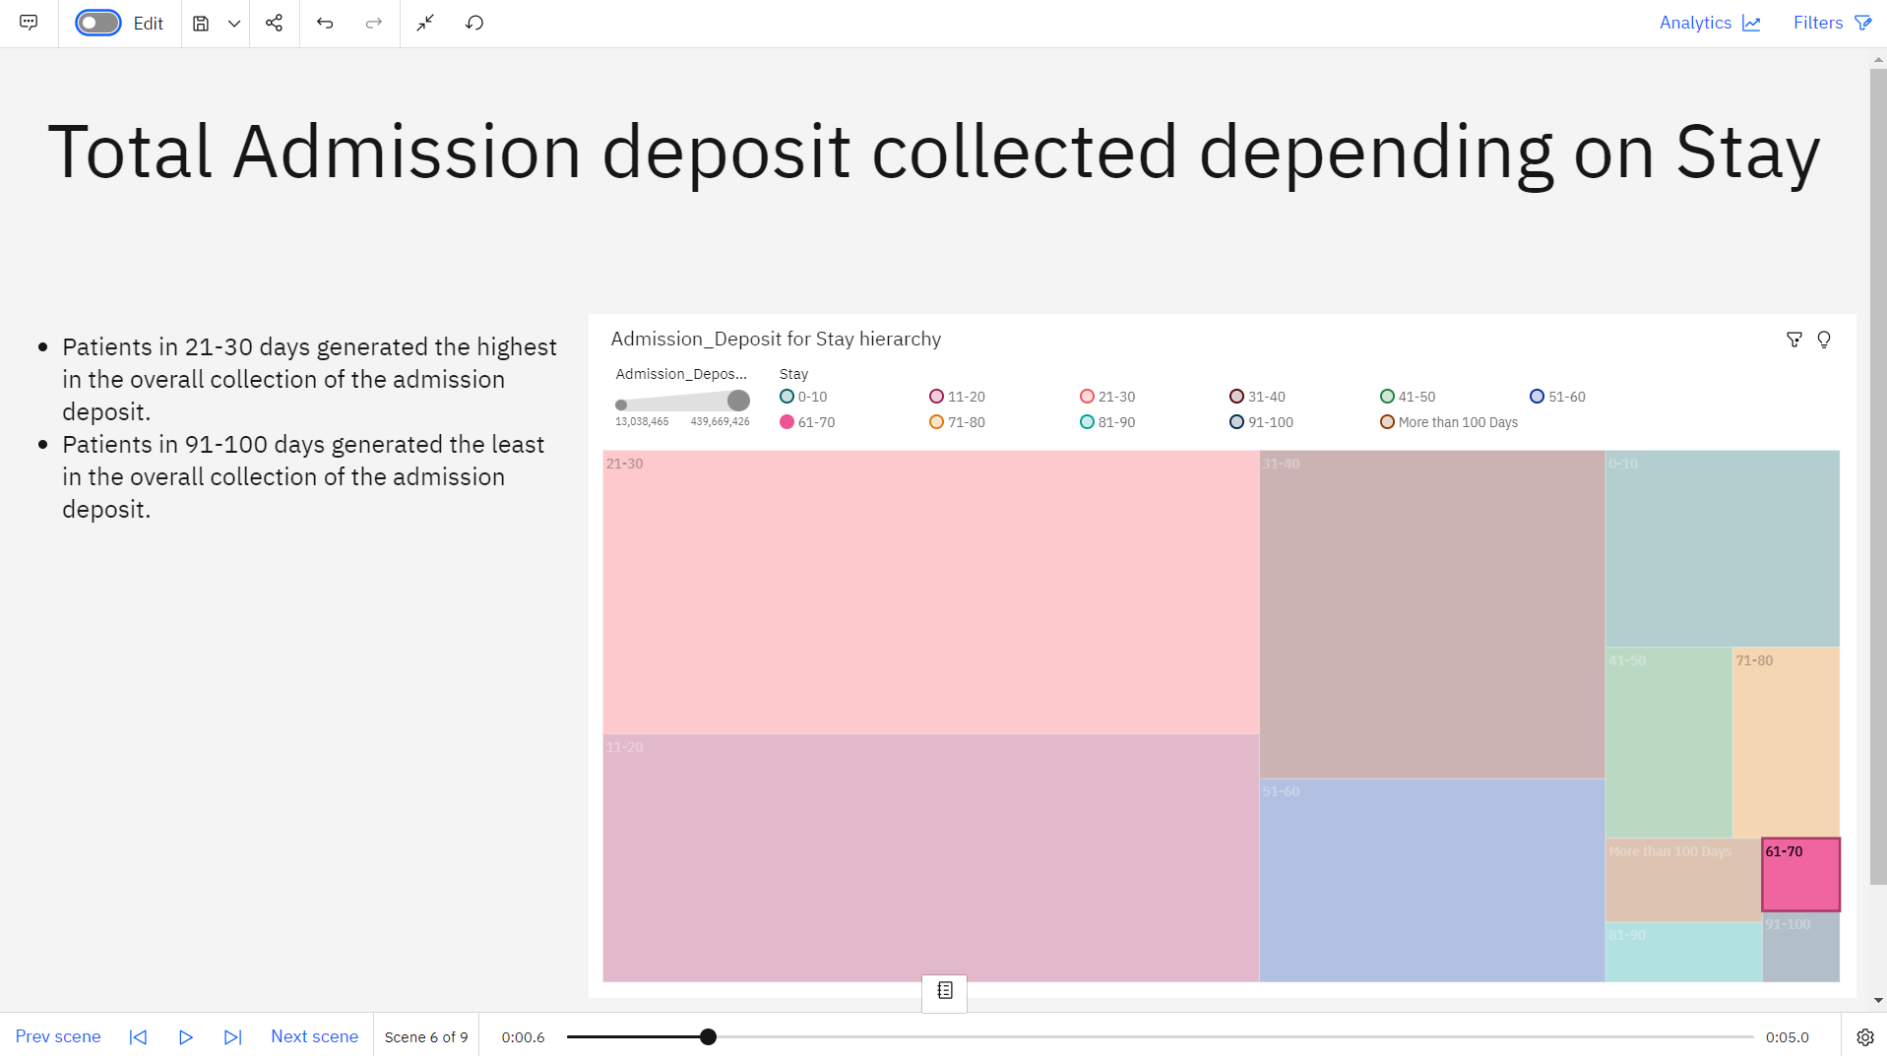 Edit
Analytics
Filters
Total Admission deposit collected depending on Stay
Patients in 21-30 days generated the highest
in the overall collection of the admission
deposit.
Patients in 91-100 days generated the least
in the overall collection of the admission
deposit.
Admission_Deposit for Stay hierarchy
Admission_Depos... Stay
0-10 11-20 21-30 31-40 41-50 51-60
13,038,465 439,669,426
61-70 71-80 81-90 91-100 More than 100 Days
21-30 31-40 0-10
41-50 71-80
11-20
51-60
More than 100 Days 61-70
91-100
81-90
Prev scene Next scene Scene 6 of 9 0:00.6 0:05.0